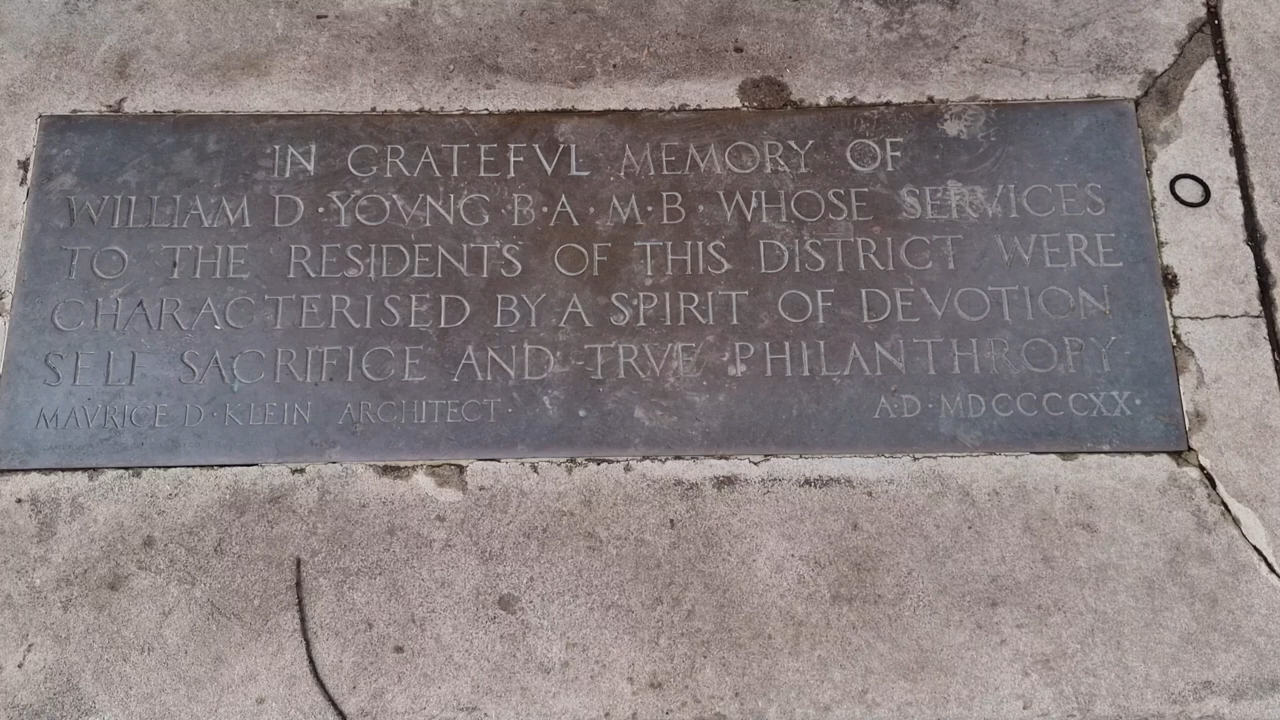 IN GRATEFVL MEMORY OF
WILLIAM D·YOVNG·B·A·M·B·WHOSE SERVICES
TO THE RESIDENTS OF THIS DISTRICT WERE
CHARACTERISED BY A SPIRIT OF DEVOTION
SELF SACRIFICE AND TRVE PHILANTHROPY
MAVRICE D·KLEIN ARCHITECT·
A·D·MDCCCCXX·